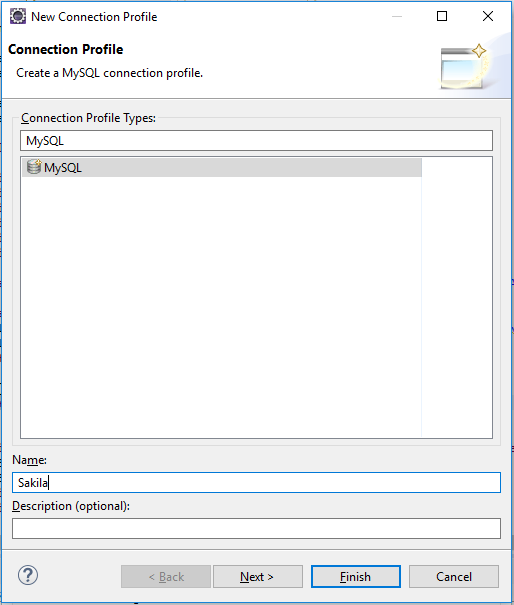 New Connection Profile
Connection Profile
Create a MySQL connection profile.
Connection Profile Types:
MySQL
MySQL
Name:
Sakila
Description (optional):
?
< Back
Next >
Finish
Cancel